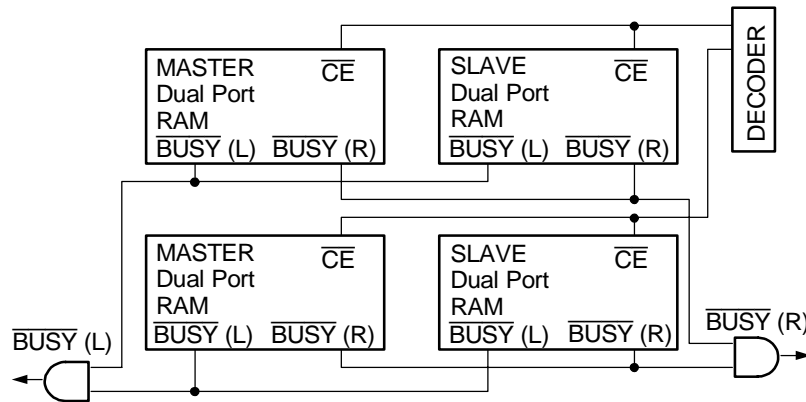 MASTER
Dual Port
RAM
CE
BUSY (L) BUSY (R)
SLAVE
Dual Port
RAM
CE
BUSY (L) BUSY (R)
DECODER
MASTER
Dual Port
RAM
CE
BUSY (L) BUSY (R)
SLAVE
Dual Port
RAM
CE
BUSY (L) BUSY (R)
BUSY (L)
BUSY (R)